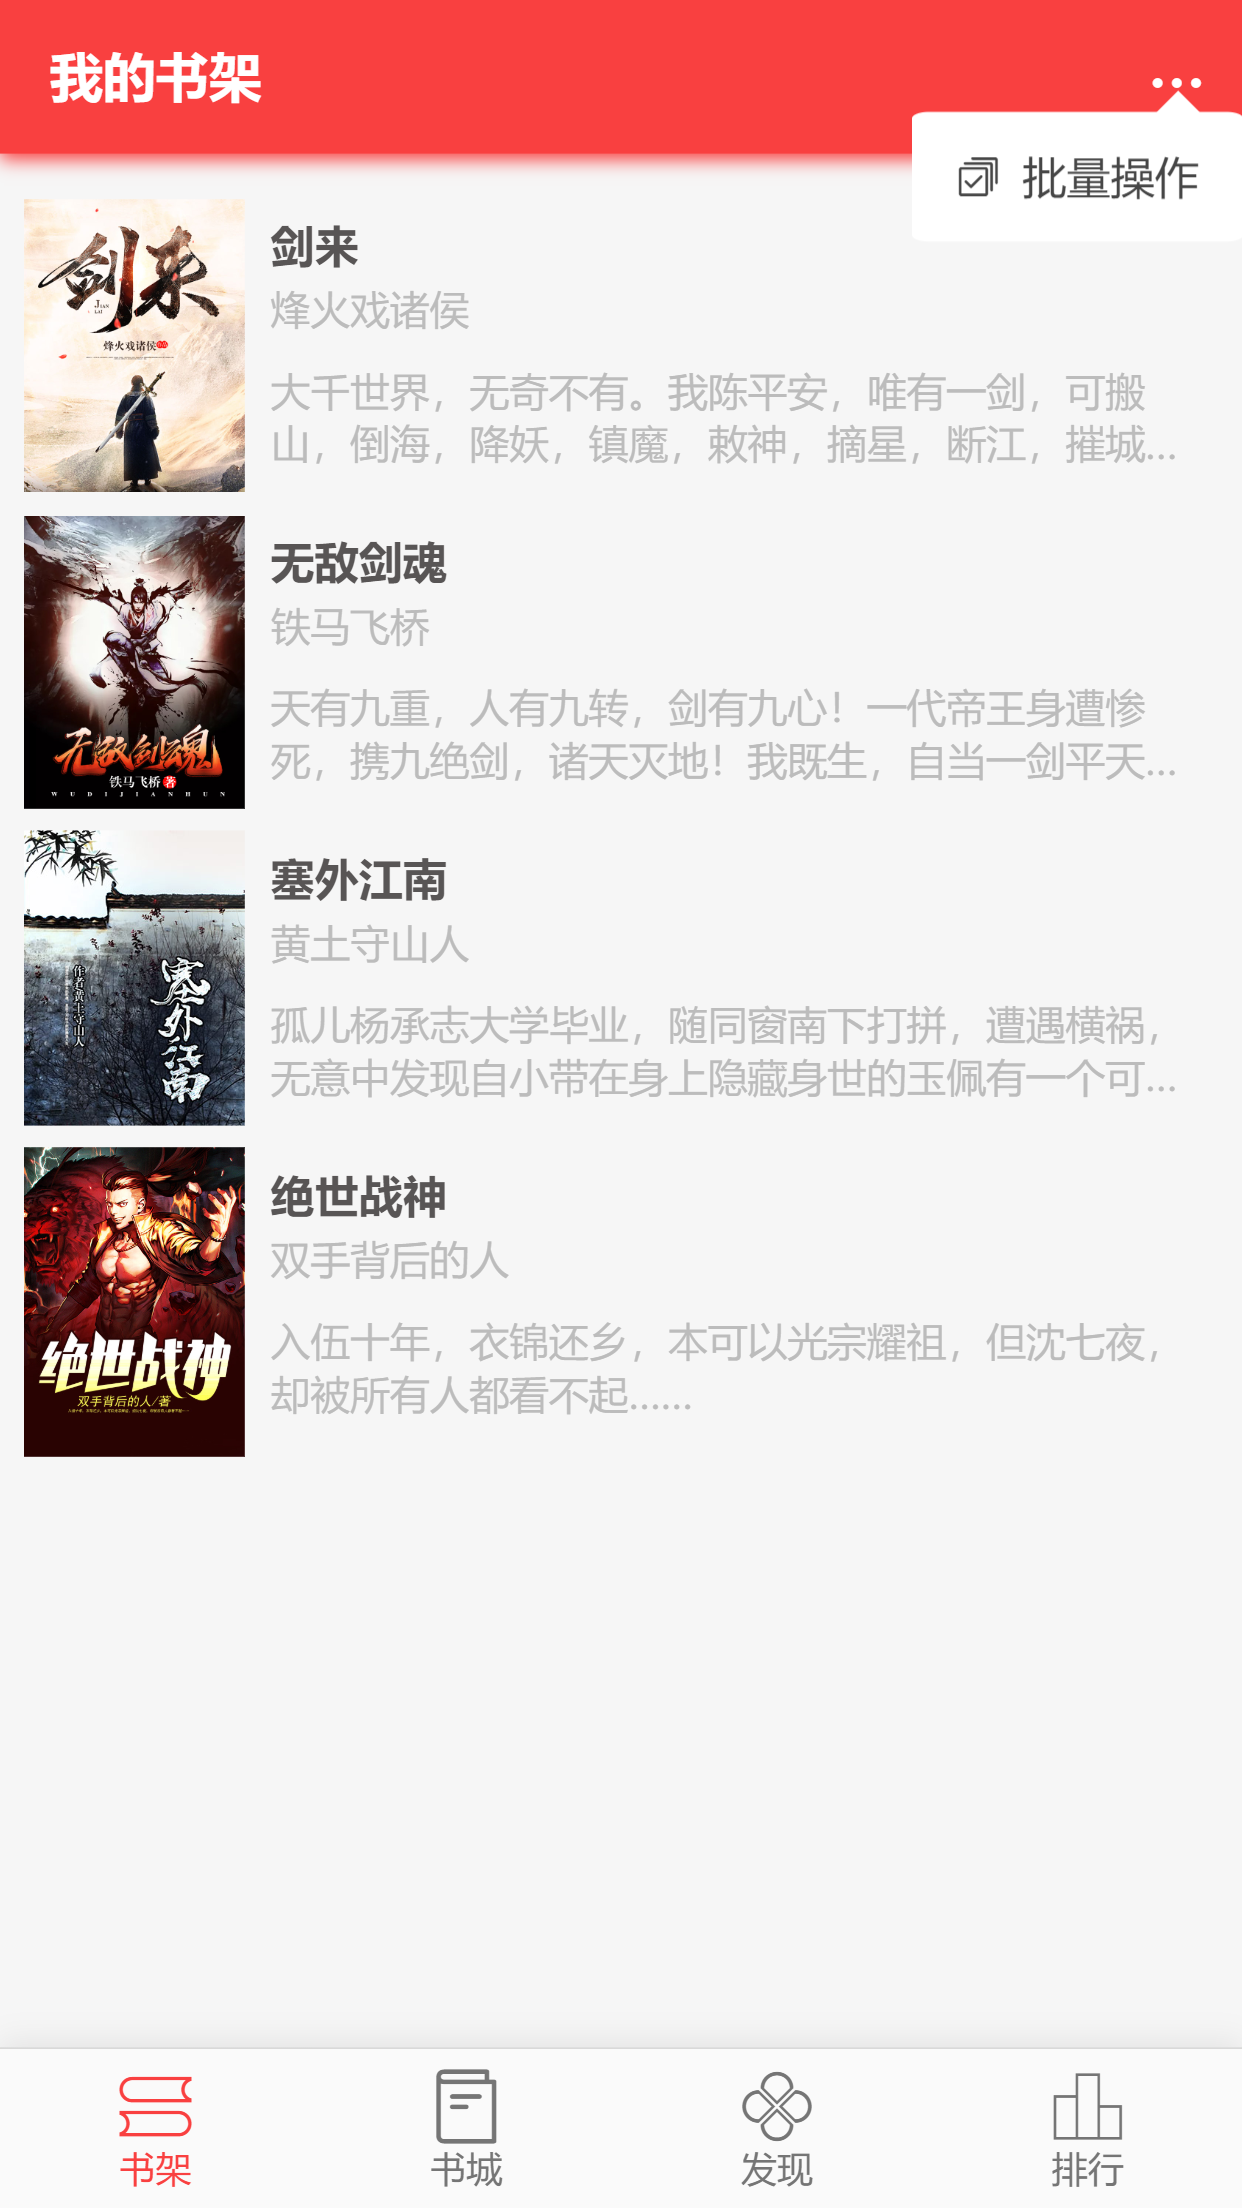 我的书架
批量操作
剑来
JIAN
LAI
烽火戏诸侯
剑来
烽火戏诸侯
大千世界，无奇不有。我陈平安，唯有一剑，可搬
山，倒海，降妖，镇魔，敕神，摘星，断江，摧城...
无敌剑魂
铁马飞桥 著
WUDIJIANHUN
无敌剑魂
铁马飞桥
天有九重，人有九转，剑有九心！一代帝王身遭惨
死，携九绝剑，诸天灭地！我既生，自当一剑平天...
塞外江南
作者黄土守山人
塞外江南
黄土守山人
孤儿杨承志大学毕业，随同窗南下打拼，遭遇横祸，
无意中发现自小带在身上隐藏身世的玉佩有一个可...
绝世战神
双手背后的人/著
绝世战神
双手背后的人
入伍十年，衣锦还乡，本可以光宗耀祖，但沈七夜，
却被所有人都看不起......
书架
书城
发现
排行